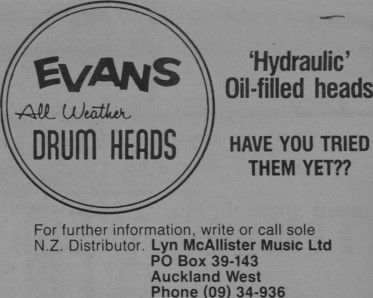 EVANS
All Weather
DRUM HEADS
'Hydraulic'
Oil-filled heads
HAVE YOU TRIED
THEM YET??
For further information, write or call sole
N.Z. Distributor. Lyn McAllister Music Ltd
PO Box 39-143
Auckland West
Phone (09) 34-936